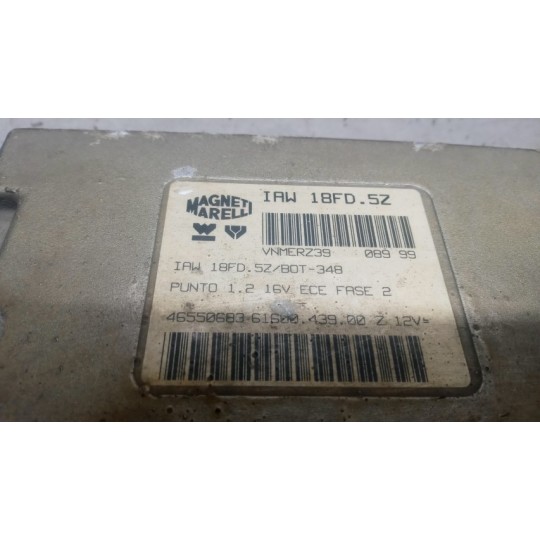 MAGNETI MARELLI
IAW 18FD.5Z
VNMERZ39 089 99
IAW 18FD.5Z/BOT-348
PUNTO 1.2 16V ECE FASE 2
46550683 61600.439.00 Z 12V=